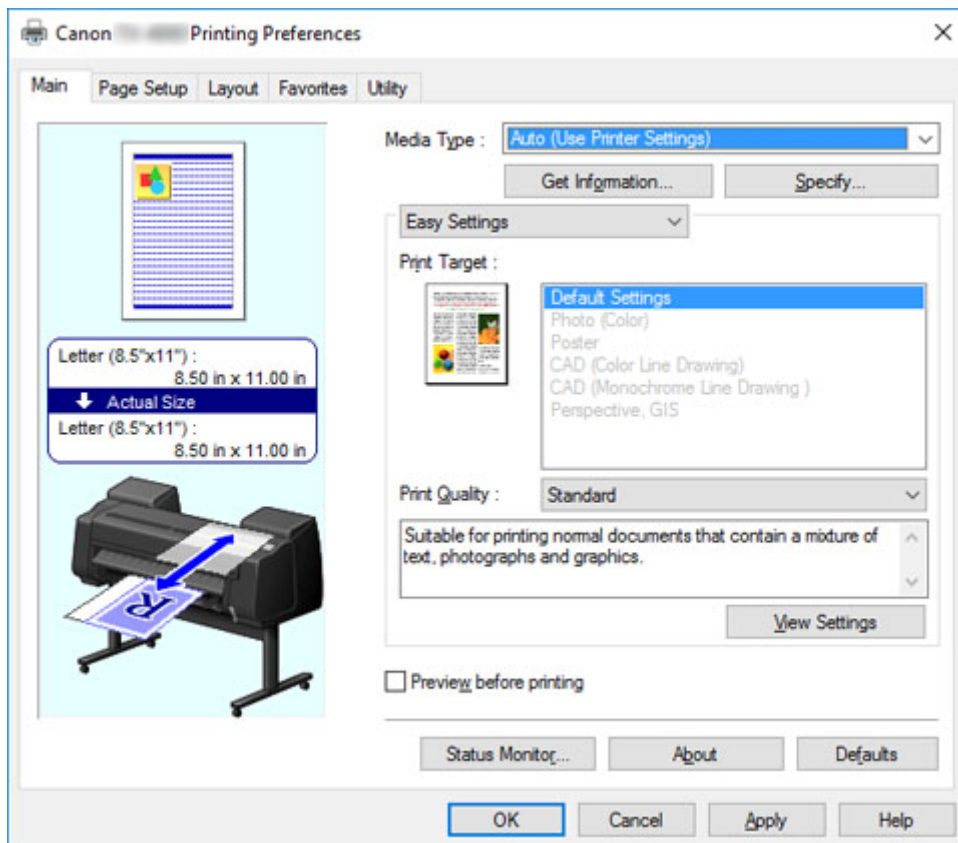 Canon Printing Preferences
Main Page Setup Layout Favorites Utility
Media Type : Auto (Use Printer Settings)
Get Information... Specify...
Easy Settings
Print Target :
Default Settings
Photo (Color)
Poster
CAD (Color Line Drawing)
CAD (Monochrome Line Drawing )
Perspective, GIS
Letter (8.5"x11") :
8.50 in x 11.00 in
Actual Size
Letter (8.5"x11") :
8.50 in x 11.00 in
R
Print Quality : Standard
Suitable for printing normal documents that contain a mixture of
text, photographs and graphics.
View Settings
Preview before printing
Status Monitor... About Defaults
OK Cancel Apply Help